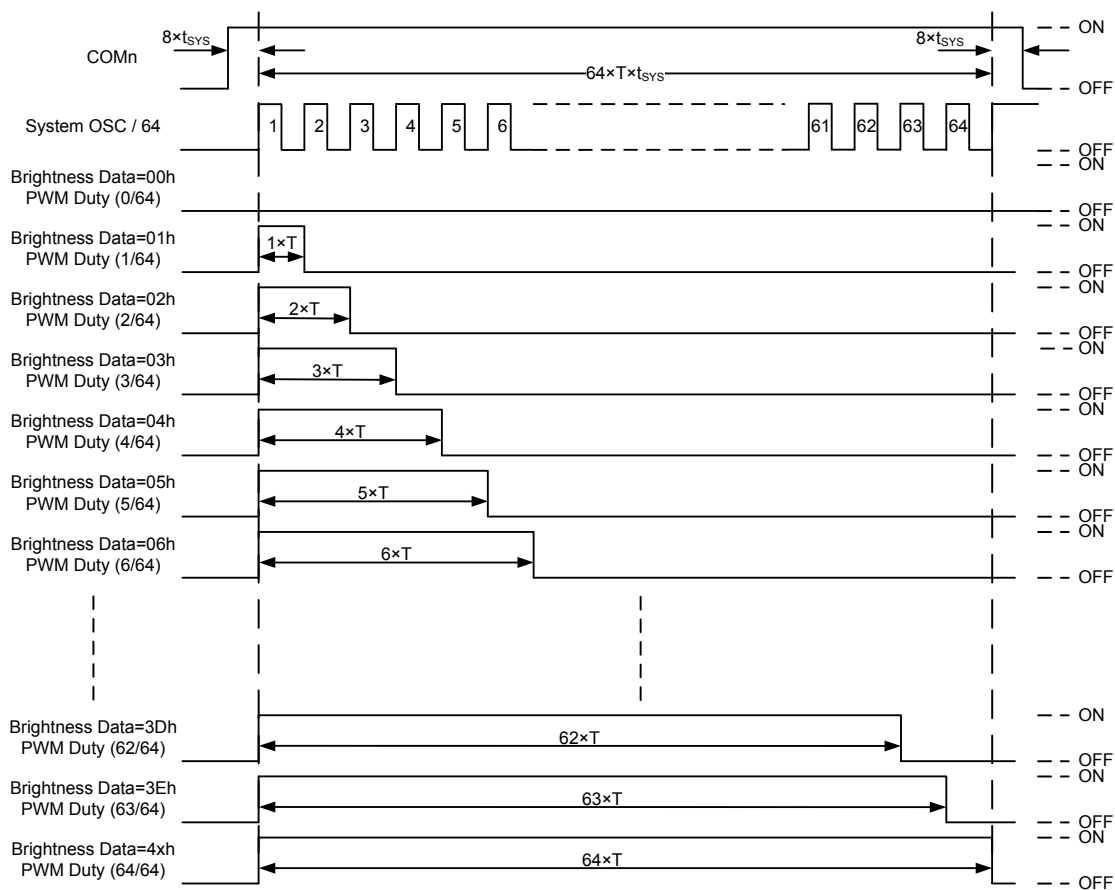 8×tSYS
8×tSYS
ON
COMn
64×T×tSYS
OFF
System OSC / 64
1 2 3 4 5 6 61 62 63 64
OFF
ON
Brightness Data=00h
PWM Duty (0/64)
OFF
ON
Brightness Data=01h
PWM Duty (1/64)
1×T
OFF
ON
Brightness Data=02h
PWM Duty (2/64)
2×T
OFF
ON
Brightness Data=03h
PWM Duty (3/64)
3×T
OFF
ON
Brightness Data=04h
PWM Duty (4/64)
4×T
OFF
ON
Brightness Data=05h
PWM Duty (5/64)
5×T
OFF
ON
Brightness Data=06h
PWM Duty (6/64)
6×T
OFF
ON
Brightness Data=3Dh
PWM Duty (62/64)
62×T
OFF
ON
Brightness Data=3Eh
PWM Duty (63/64)
63×T
OFF
ON
Brightness Data=4xh
PWM Duty (64/64)
64×T
OFF